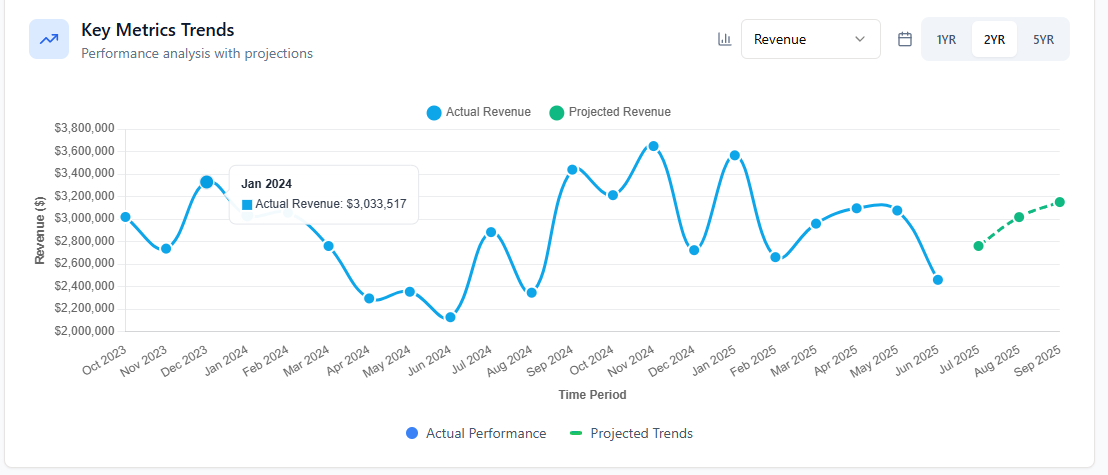 Key Metrics Trends
Performance analysis with projections
Revenue
1YR 2YR 5YR
Actual Revenue Projected Revenue
$3,800,000
$3,600,000
$3,400,000
$3,200,000
$3,000,000
$2,800,000
$2,600,000
$2,400,000
$2,200,000
$2,000,000
Revenue ($)
Jan 2024
Actual Revenue: $3,033,517
Oct 2023 Nov 2023 Dec 2023 Jan 2024 Feb 2024 Mar 2024 Apr 2024 May 2024 Jun 2024 Jul 2024 Aug 2024 Sep 2024 Oct 2024 Nov 2024 Dec 2024 Jan 2025 Feb 2025 Mar 2025 Apr 2025 May 2025 Jun 2025 Jul 2025 Aug 2025 Sep 2025
Time Period
Actual Performance Projected Trends